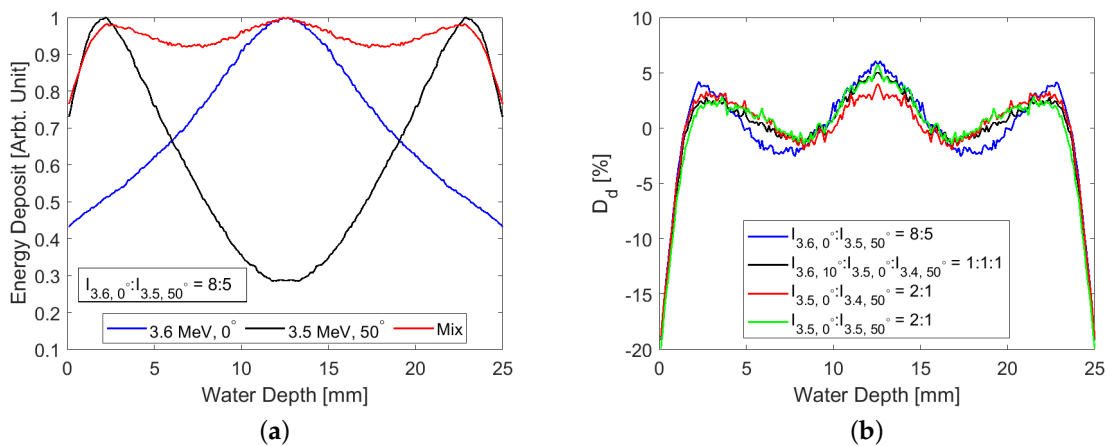 1
0.9
0.8
0.7
0.6
0.5
0.4
0.3
0.2
0.1
Energy Deposit [Arbt. Unit]
I3.6, 0°:I3.5, 50° = 8:5
3.6 MeV, 0° 3.5 MeV, 50° Mix
0 5 10 15 20 25
Water Depth [mm]
(a)
10
5
0
-5
-10
-15
-20
Dd [%]
I3.6, 0°:I3.5, 50° = 8:5
I3.6, 10°:I3.5, 0°:I3.4, 50° = 1:1:1
I3.5, 0°:I3.4, 50° = 2:1
I3.5, 0°:I3.5, 50° = 2:1
0 5 10 15 20 25
Water Depth [mm]
(b)